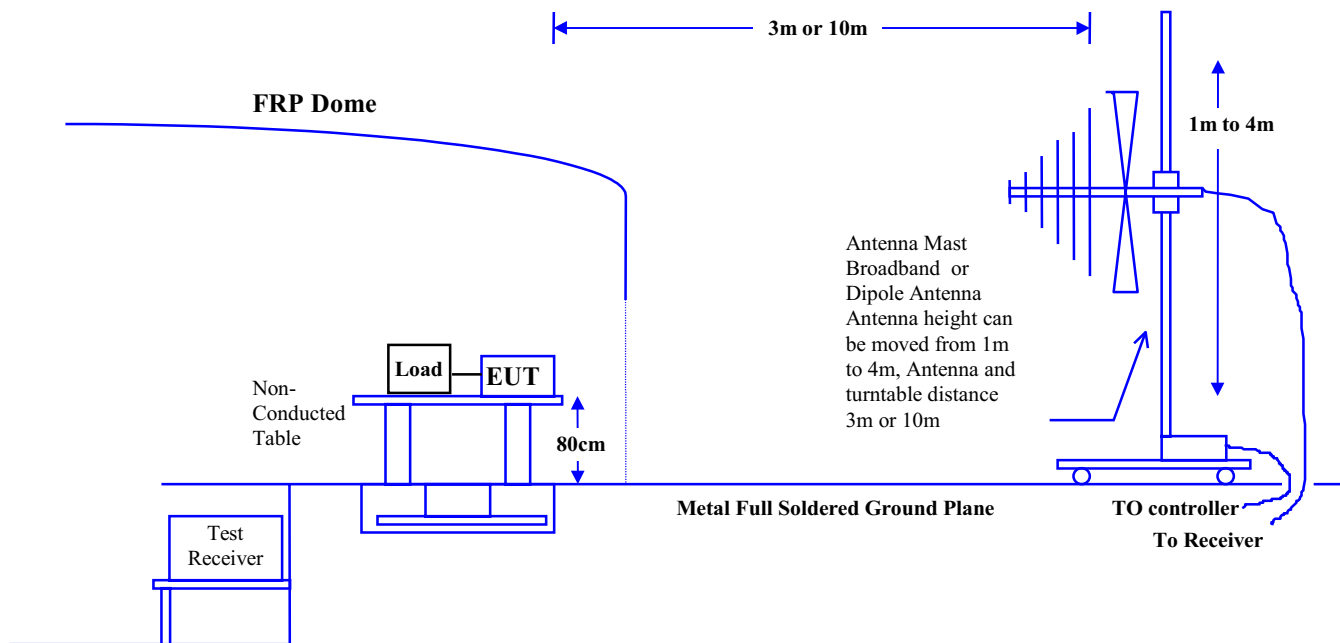 3m or 10m
FRP Dome
1m to 4m
Antenna Mast
Broadband or
Dipole Antenna
Antenna height can
be moved from 1m
to 4m, Antenna and
turntable distance
3m or 10m
Load
EUT
Non-
Conducted
Table
80cm
Metal Full Soldered Ground Plane
TO controller
To Receiver
Test
Receiver